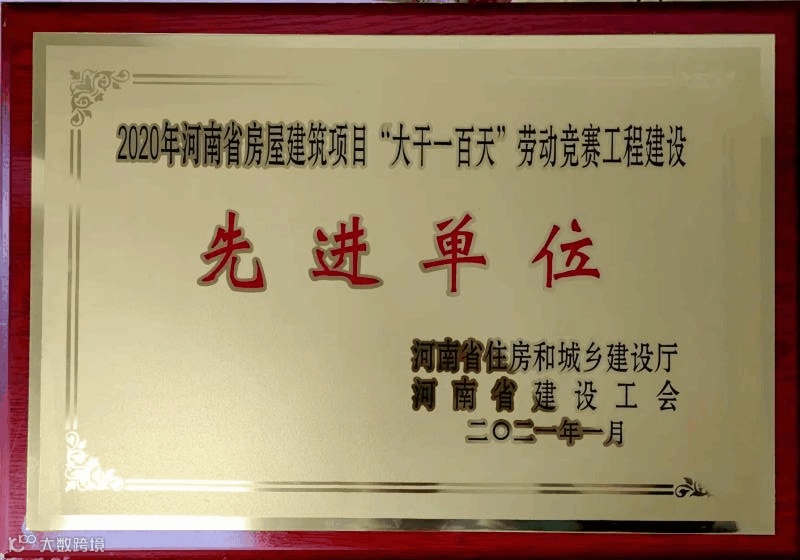 2020年河南省房屋建筑项目“大干一百天”劳动竞赛工程建设
先进单位
河南省住房和城乡建设厅
河南省建设工会
二〇二一年一月
大数跨境